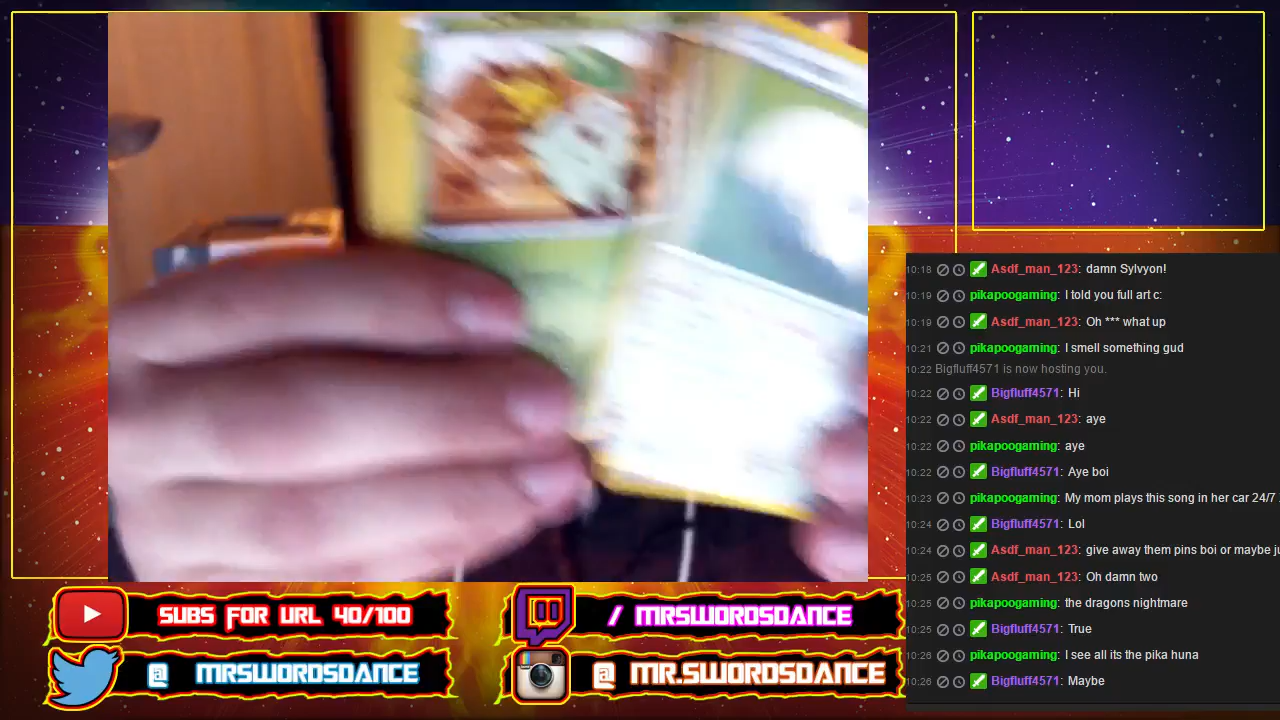 10:18 Asdf_man_123: damn Sylvyon!
10:19 pikapoogaming: I told you full art c:
10:19 Asdf_man_123: Oh *** what up
10:21 pikapoogaming: I smell something gud
10:22 Bigfluff4571 is now hosting you.
10:22 Bigfluff4571: Hi
10:22 Asdf_man_123: aye
10:22 pikapoogaming: aye
10:22 Bigfluff4571: Aye boi
10:23 pikapoogaming: My mom plays this song in her car 24/7
10:24 Bigfluff4571: Lol
10:24 Asdf_man_123: give away them pins boi or maybe
10:25 Asdf_man_123: Oh damn two
10:25 pikapoogaming: the dragons nightmare
10:25 Bigfluff4571: True
10:26 pikapoogaming: I see all its the pika huna
10:26 Bigfluff4571: Maybe
SUBS FOR URL 40/100
/ MRSWORDSDANCE
@ MRSWORDSDANCE
@ MR.SWORDSDANCE